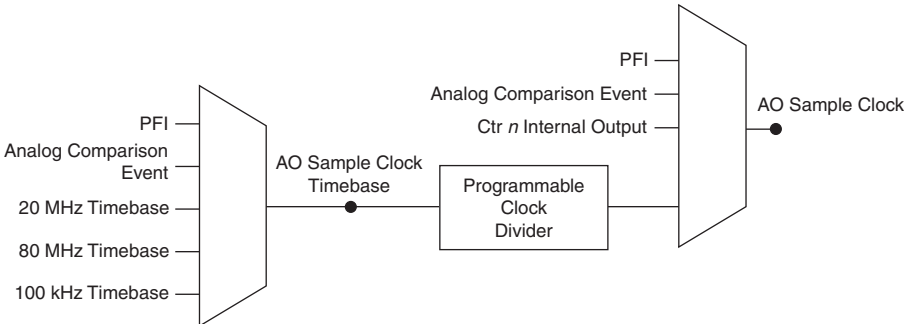 PFI
Analog Comparison Event
Ctr n Internal Output
AO Sample Clock
PFI
Analog Comparison
Event
20 MHz Timebase
80 MHz Timebase
100 kHz Timebase
AO Sample Clock
Timebase
Programmable
Clock
Divider